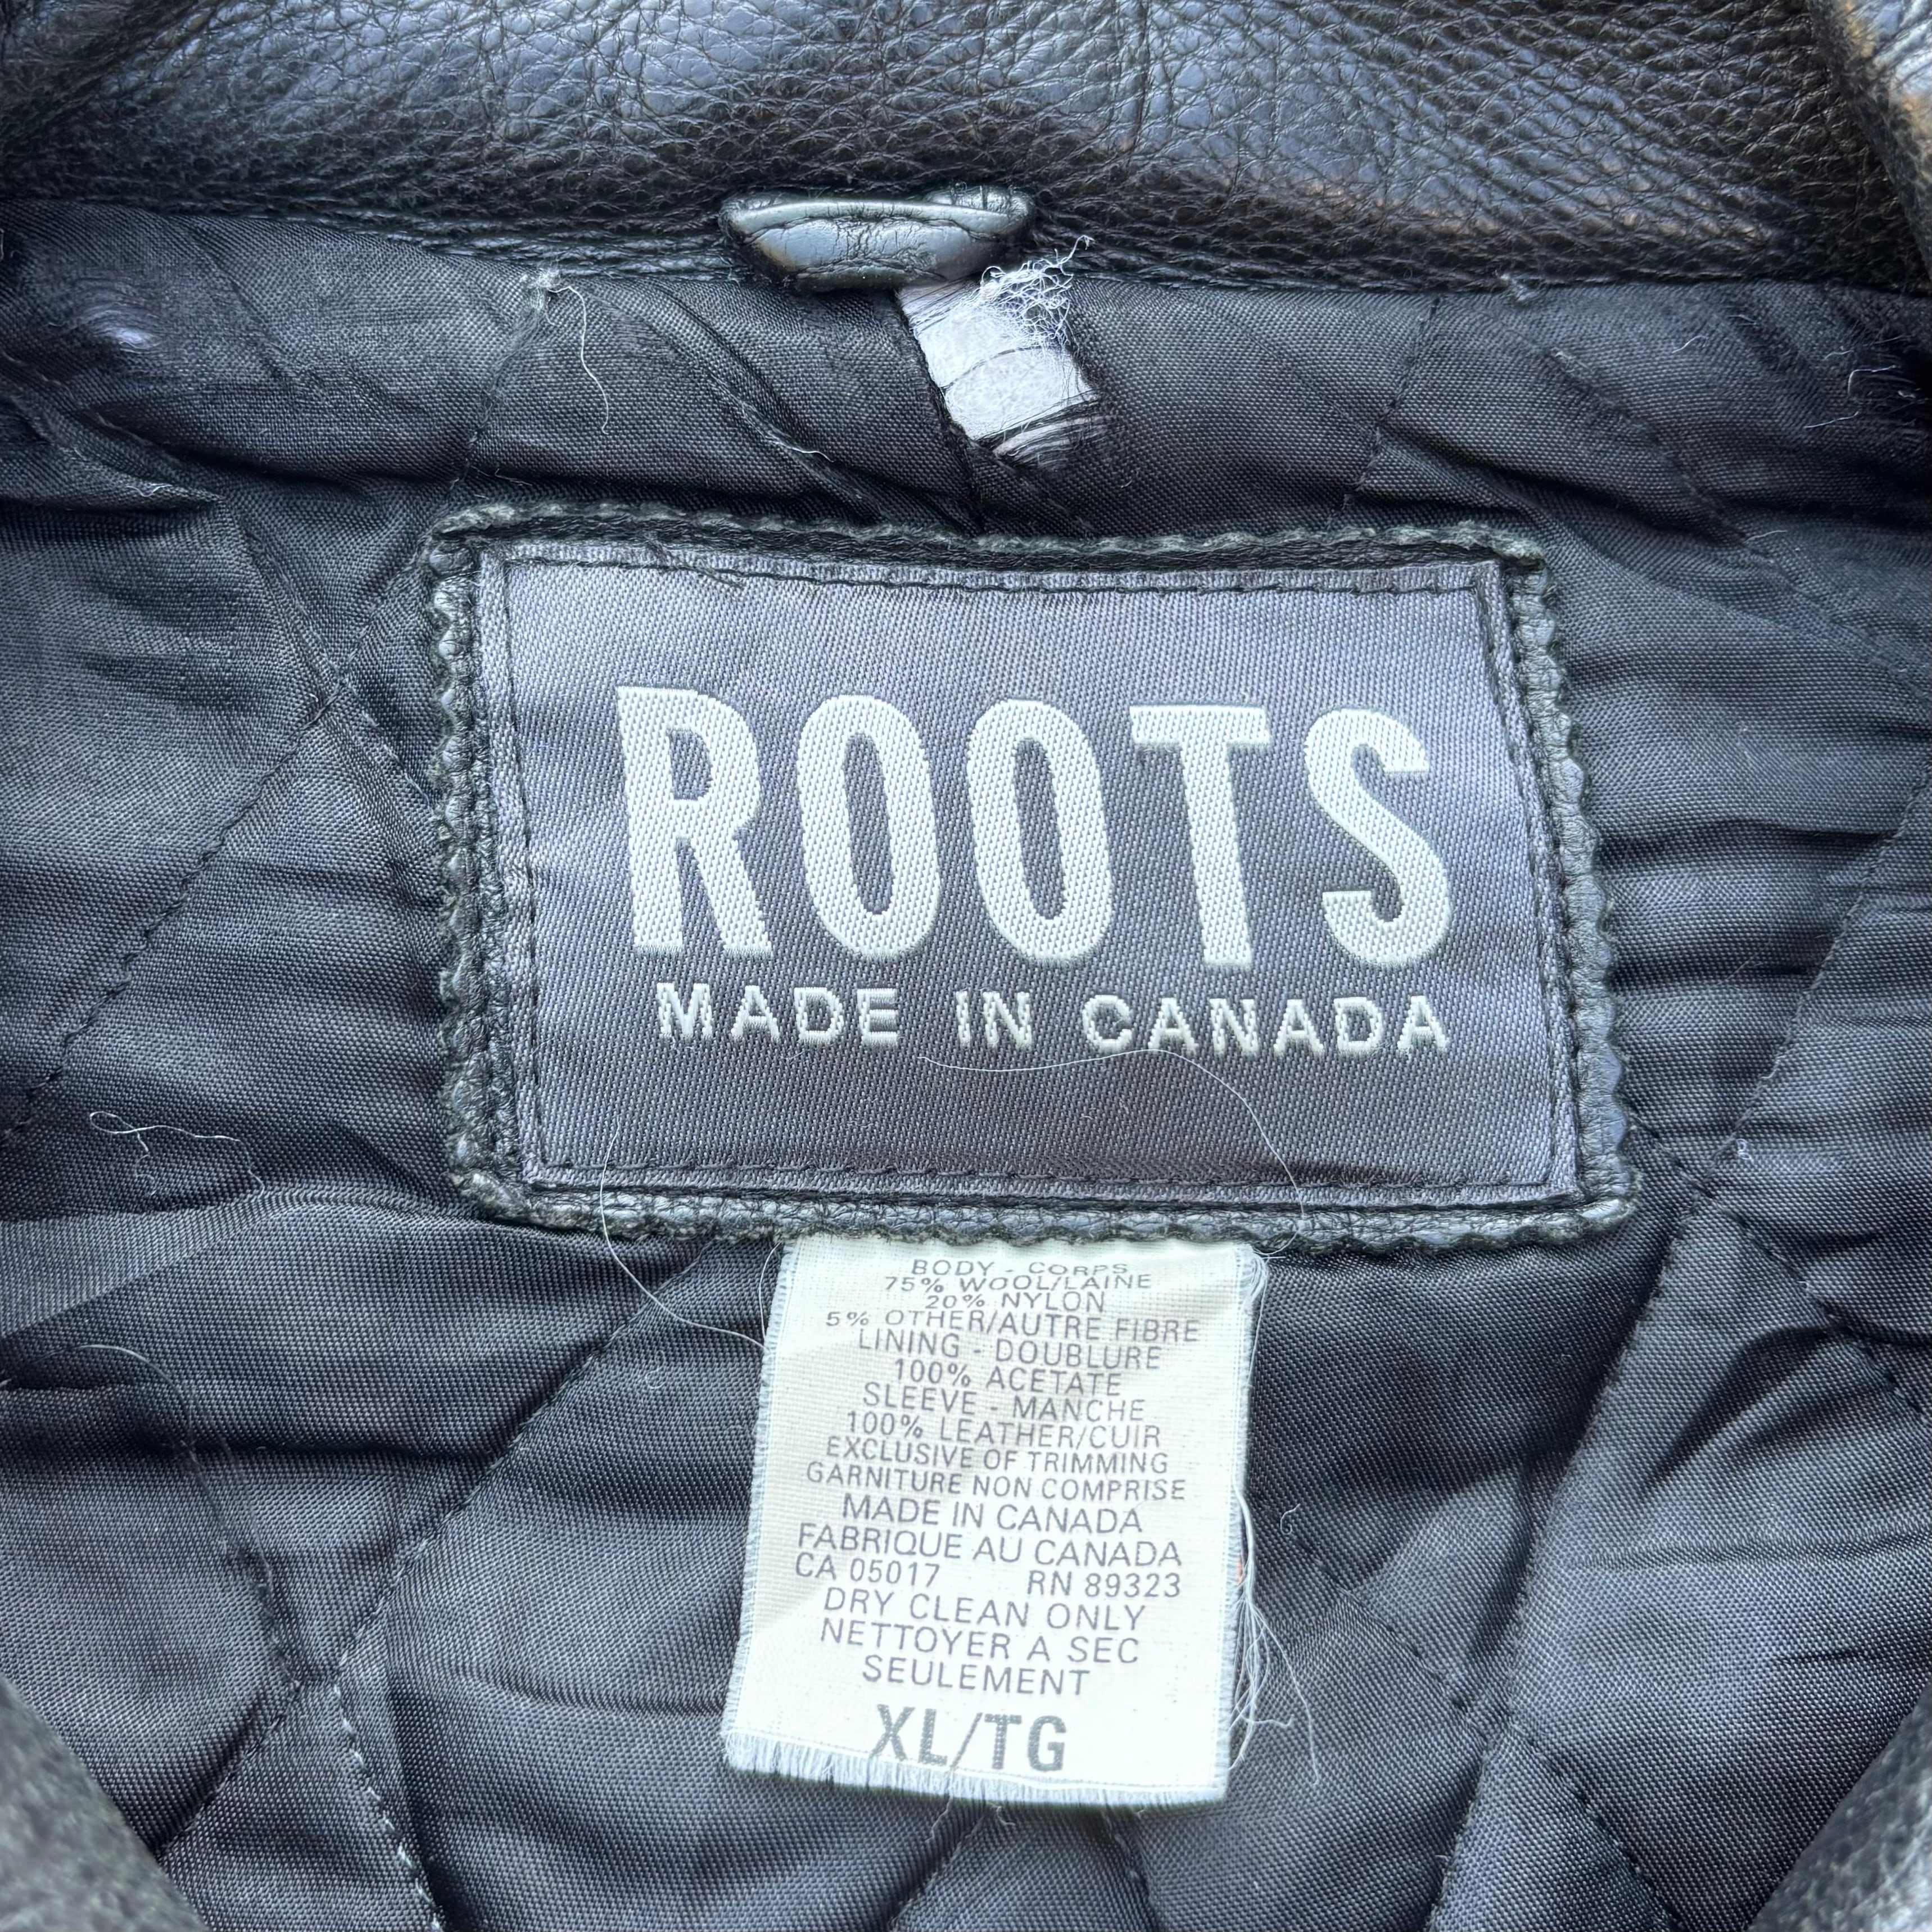 ROOTS
MADE IN CANADA
BODY - CORPS
75% WOOL/LAINE
20% NYLON
5% OTHER/AUTRE FIBRE
LINING - DOUBLURE
100% ACETATE
SLEEVE - MANCHE
100% LEATHER/CUIR
EXCLUSIVE OF TRIMMING
GARNITURE NON COMPRISE
MADE IN CANADA
FABRIQUE AU CANADA
CA 05017 RN 89323
DRY CLEAN ONLY
NETTOYER A SEC
SEULEMENT
XL/TG